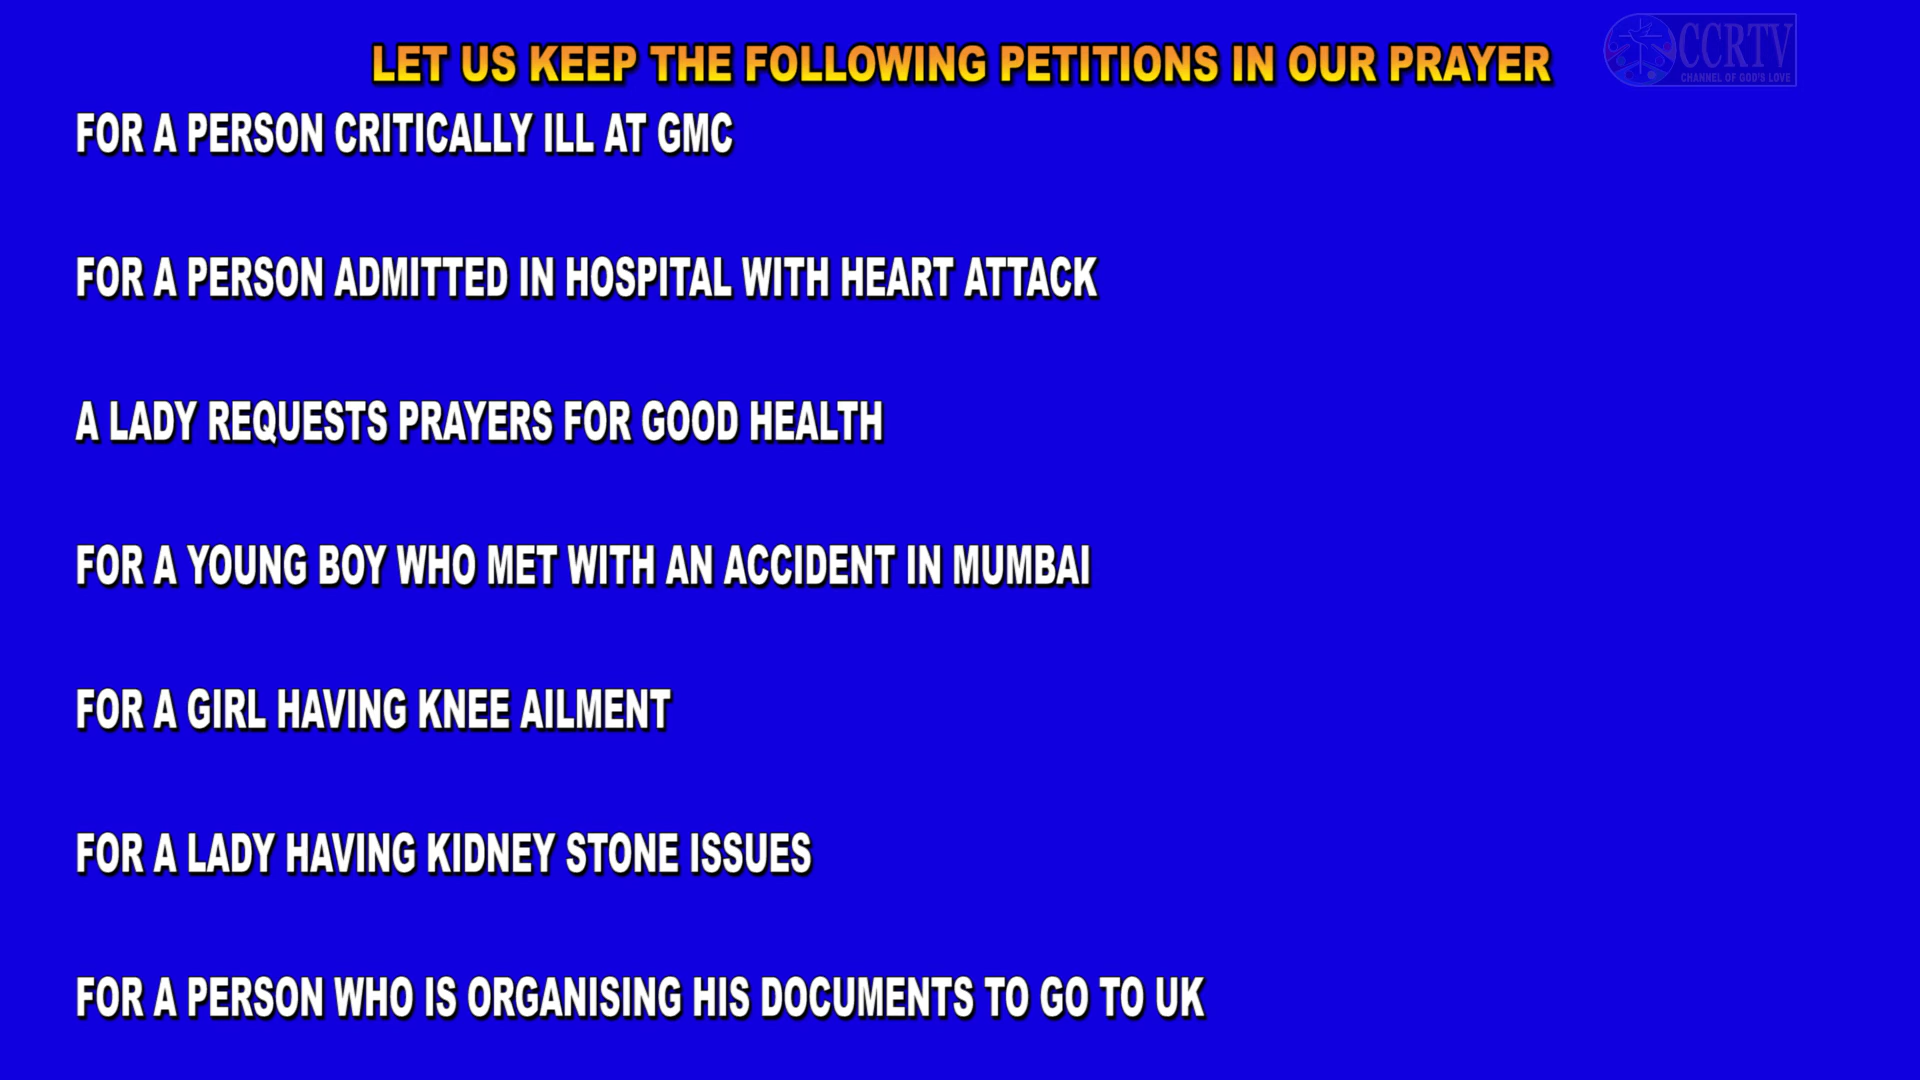 LET US KEEP THE FOLLOWING PETITIONS IN OUR PRAYER
CCRTV
CHANNEL OF GOD'S LOVE
FOR A PERSON CRITICALLY ILL AT GMC
FOR A PERSON ADMITTED IN HOSPITAL WITH HEART ATTACK
A LADY REQUESTS PRAYERS FOR GOOD HEALTH
FOR A YOUNG BOY WHO MET WITH AN ACCIDENT IN MUMBAI
FOR A GIRL HAVING KNEE AILMENT
FOR A LADY HAVING KIDNEY STONE ISSUES
FOR A PERSON WHO IS ORGANISING HIS DOCUMENTS TO GO TO UK